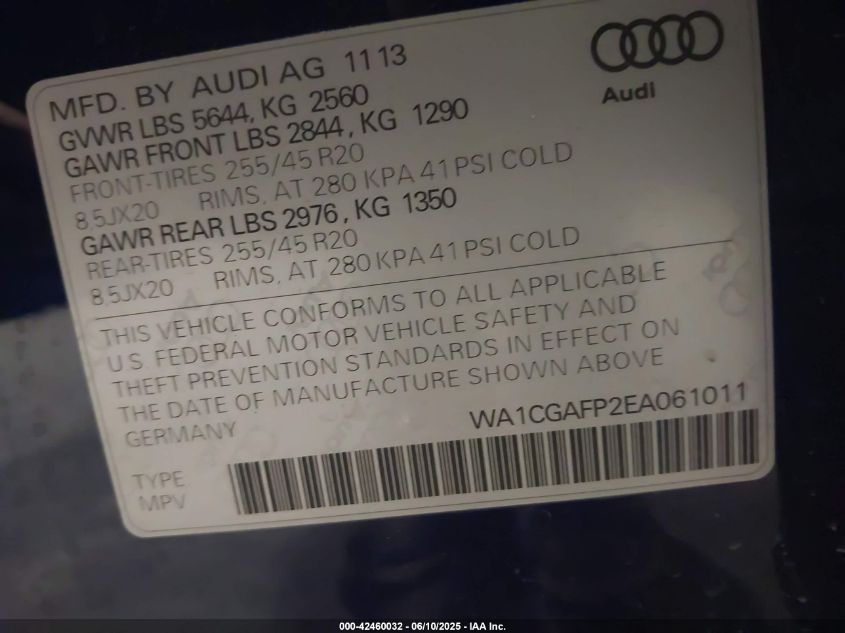 MFD. BY AUDI AG 1113
GVWR LBS 5644, KG 2560
GAWR FRONT LBS 2844, KG 1290
FRONT-TIRES 255/45 R20
8,5JX20 RIMS, AT 280 KPA 41 PSI COLD
GAWR REAR LBS 2976, KG 1350
REAR-TIRES 255/45 R20
8,5JX20 RIMS, AT 280 KPA 41 PSI COLD
Audi
THIS VEHICLE CONFORMS TO ALL APPLICABLE
U.S. FEDERAL MOTOR VEHICLE SAFETY AND
THEFT PREVENTION STANDARDS IN EFFECT ON
THE DATE OF MANUFACTURE SHOWN ABOVE
GERMANY
WA1CGAFP2EA061011
TYPE
MPV
000-42460032 - 06/10/2025 - IAA Inc.